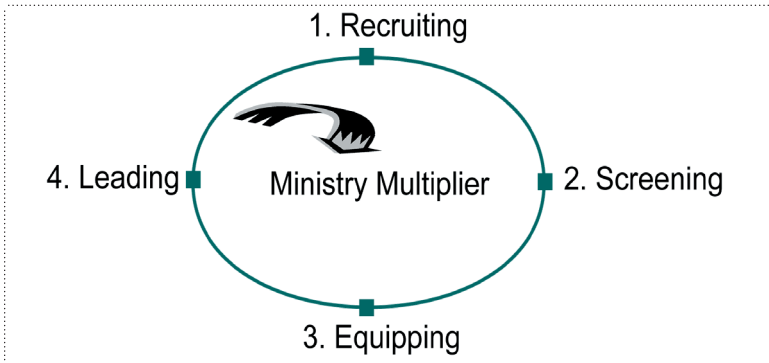 1. Recruiting
4. Leading
Ministry Multiplier
2. Screening
3. Equipping